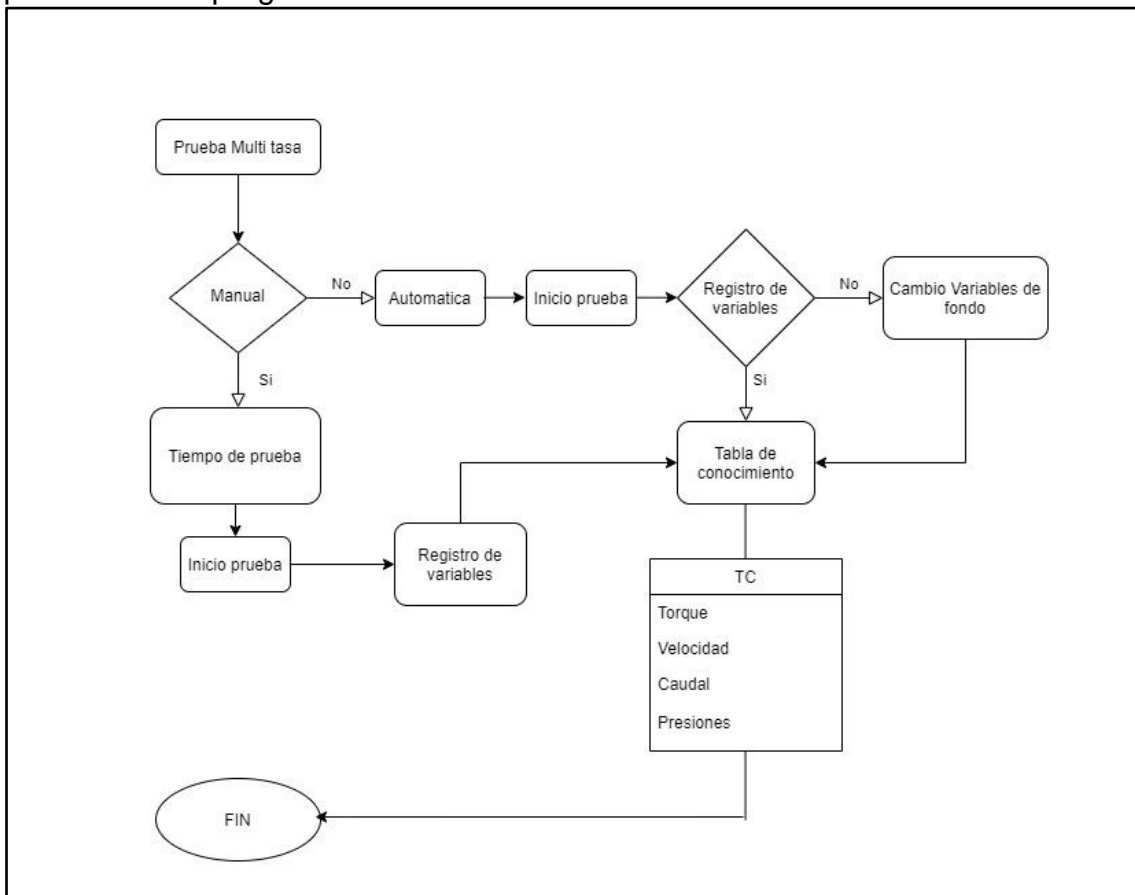 Prueba Multi tasa
Manual
No
Automatica
Inicio prueba
Registro de
variables
No
Cambio Variables de
fondo
Si
Si
Tiempo de prueba
Tabla de
conocimiento
Inicio prueba
Registro de
variables
TC
Torque
Velocidad
Caudal
Presiones
FIN